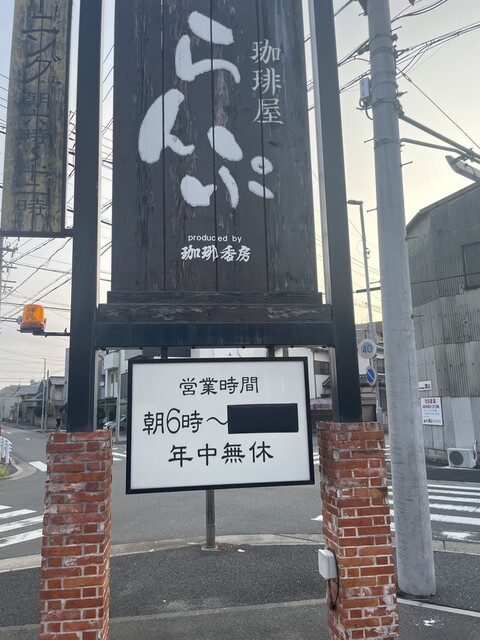 珈琲屋
らんぷ
produced by
珈琲香房
営業時間
朝6時〜
年中無休
40